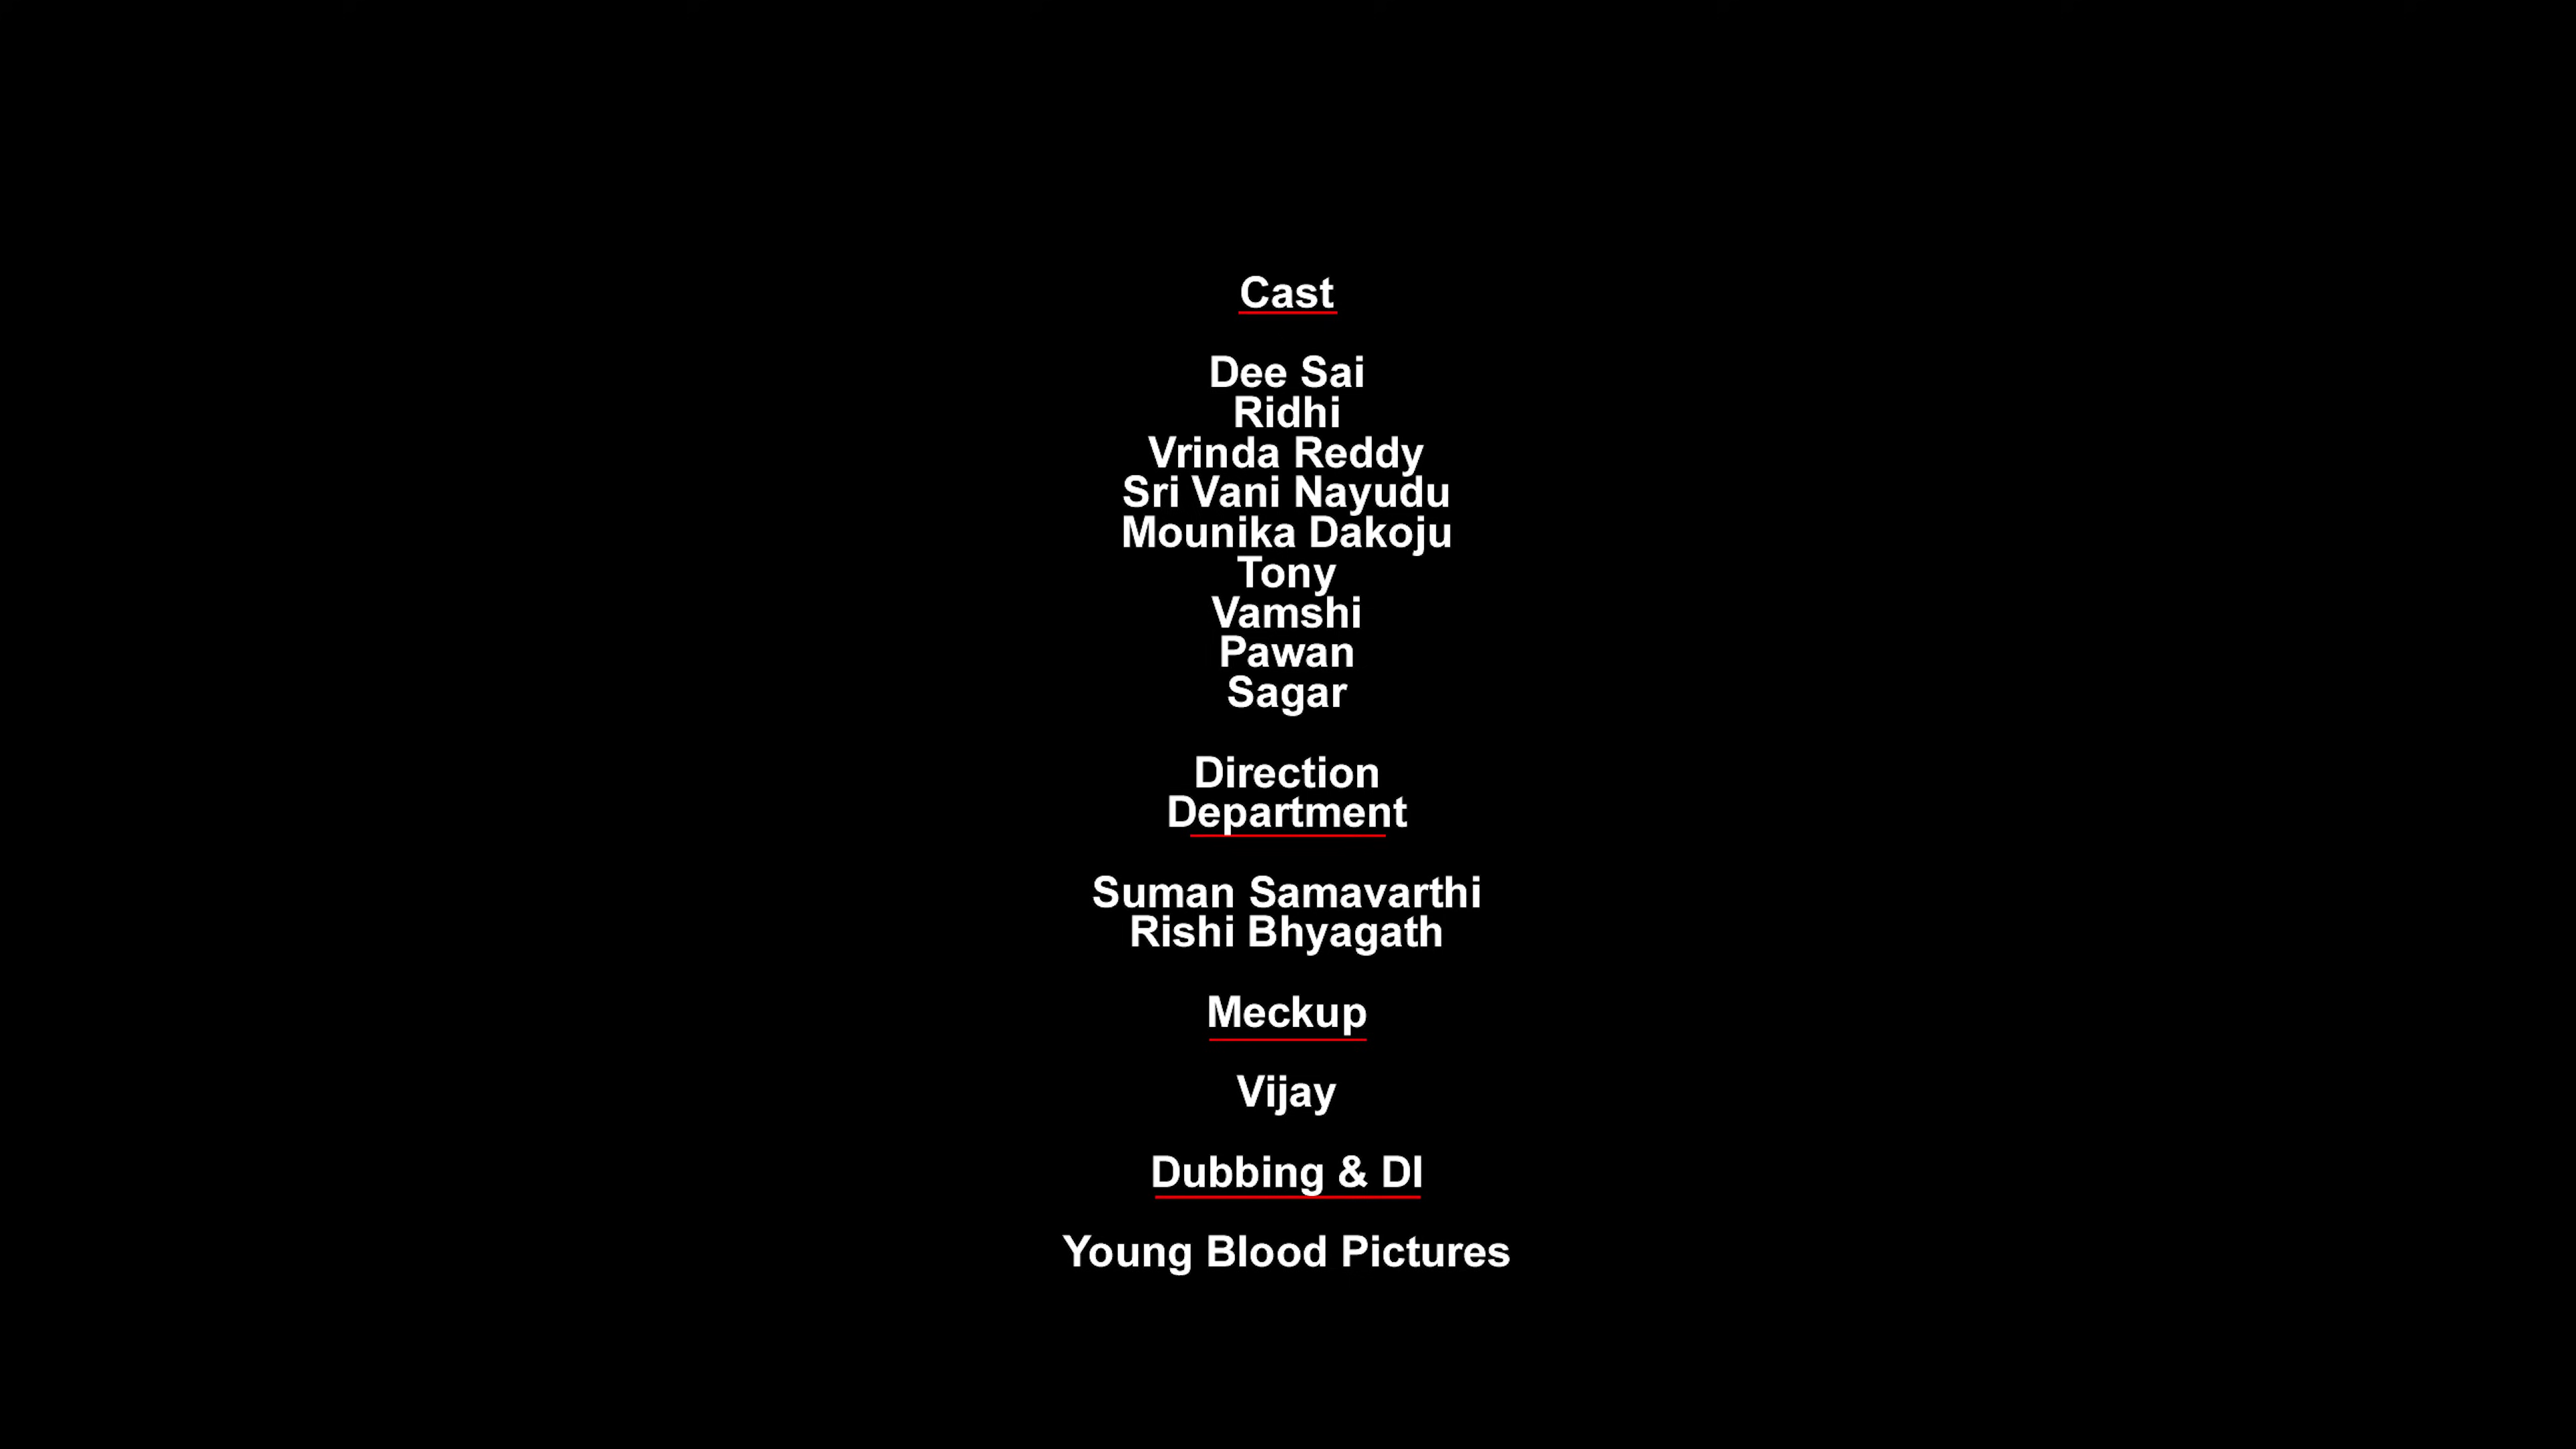 Cast
Dee Sai
Ridhi
Vrinda Reddy
Sri Vani Nayudu
Mounika Dakoju
Tony
Vamshi
Pawan
Sagar
Direction
Department
Suman Samavarthi
Rishi Bhyagath
Meckup
Vijay
Dubbing & DI
Young Blood Pictures